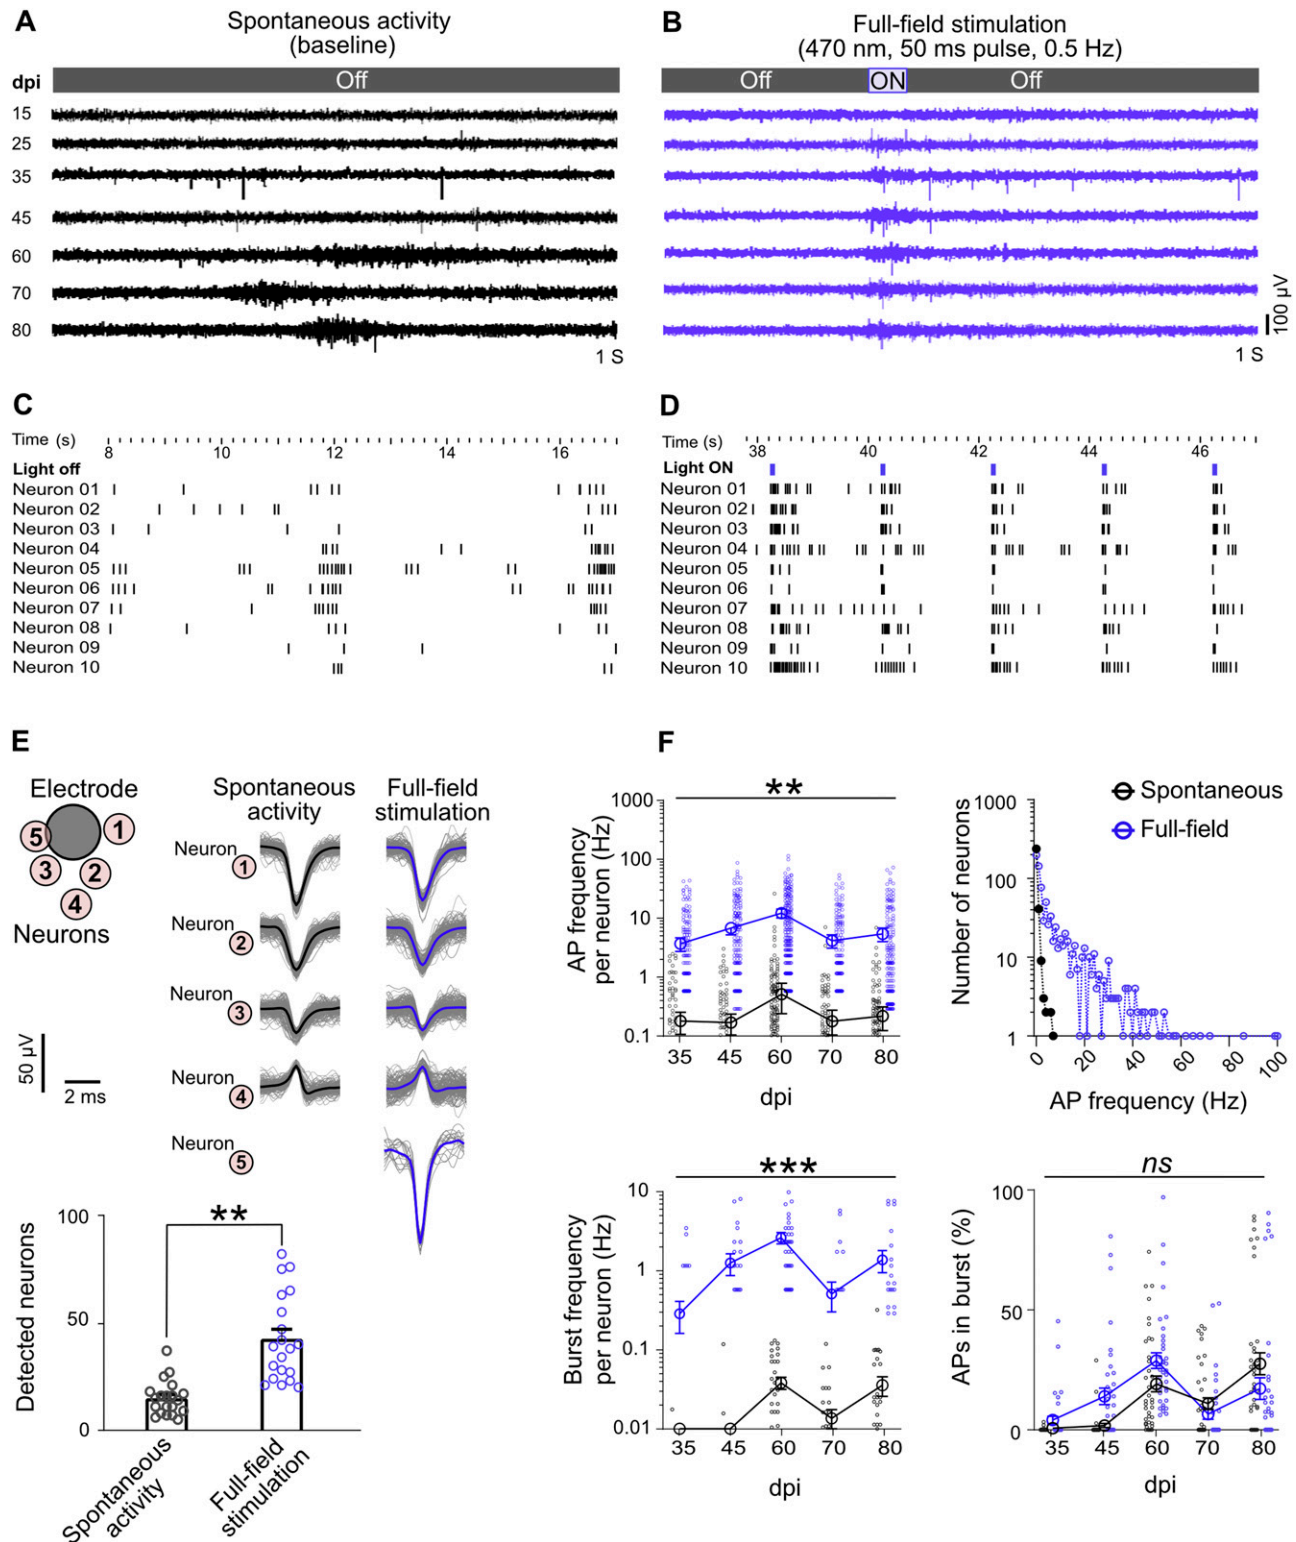 A
Spontaneous activity
(baseline)
dpi
Off
15
25
35
45
60
70
80
1 S
B
Full-field stimulation
(470 nm, 50 ms pulse, 0.5 Hz)
Off
ON
Off
100 µV
1 S
C
Time (s)
8
10
12
14
16
Light off
Neuron 01
Neuron 02
Neuron 03
Neuron 04
Neuron 05
Neuron 06
Neuron 07
Neuron 08
Neuron 09
Neuron 10
D
Time (s)
38
40
42
44
46
Light ON
Neuron 01
Neuron 02
Neuron 03
Neuron 04
Neuron 05
Neuron 06
Neuron 07
Neuron 08
Neuron 09
Neuron 10
E
Electrode
5
1
3
2
4
Neurons
Spontaneous
activity
Full-field
stimulation
Neuron
1
Neuron
2
Neuron
3
Neuron
4
Neuron
5
50 µV
2 ms
Detected neurons
100
50
0
**
Spontaneous
activity
Full-field
stimulation
F
AP frequency
per neuron (Hz)
1000
100
10
1
0.1
**
35
45
60
70
80
dpi
Number of neurons
1000
100
10
1
Spontaneous
Full-field
0
20
40
60
80
100
AP frequency (Hz)
Burst frequency
per neuron (Hz)
10
1
0.1
0.01
***
35
45
60
70
80
dpi
APs in burst (%)
100
50
0
ns
35
45
60
70
80
dpi